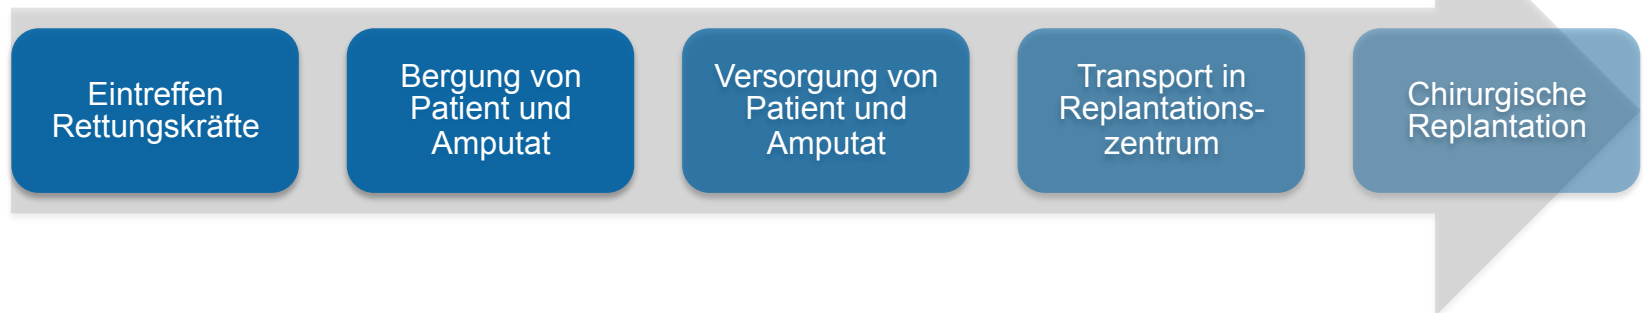 Eintreffen
Rettungskräfte
Bergung von
Patient und
Amputat
Versorgung von
Patient und
Amputat
Transport in
Replantations-
zentrum
Chirurgische
Replantation